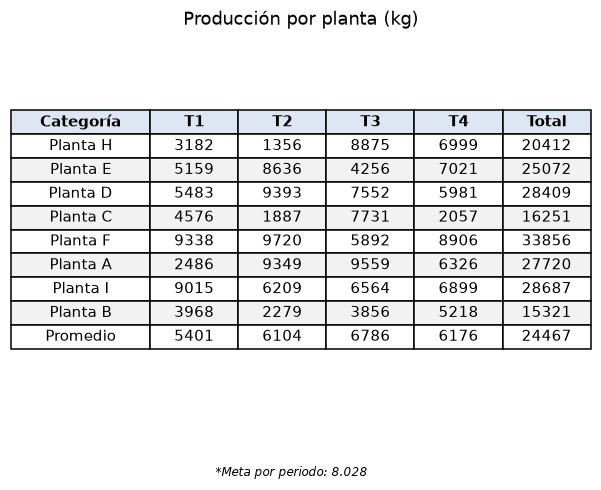 Producción por planta (kg)
Categoría T1 T2 T3 T4 Total
Planta H 3182 1356 8875 6999 20412
Planta E 5159 8636 4256 7021 25072
Planta D 5483 9393 7552 5981 28409
Planta C 4576 1887 7731 2057 16251
Planta F 9338 9720 5892 8906 33856
Planta A 2486 9349 9559 6326 27720
Planta I 9015 6209 6564 6899 28687
Planta B 3968 2279 3856 5218 15321
Promedio 5401 6104 6786 6176 24467
*Meta por periodo: 8.028